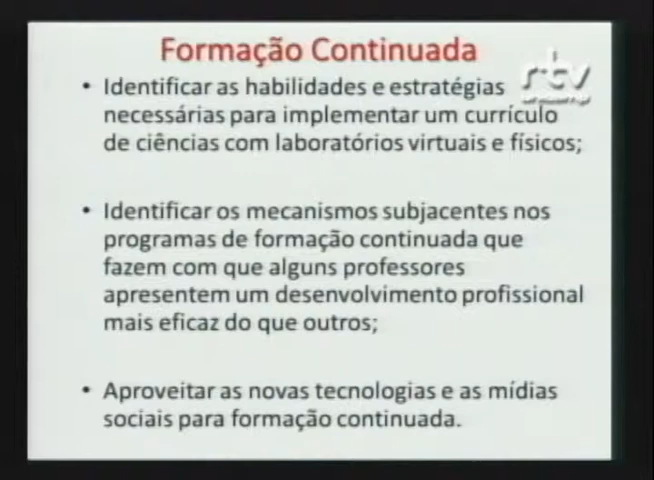 Formação Continuada
rtv
• Identificar as habilidades e estratégias
necessárias para implementar um currículo
de ciências com laboratórios virtuais e físicos;
• Identificar os mecanismos subjacentes nos
programas de formação continuada que
fazem com que alguns professores
apresentem um desenvolvimento profissional
mais eficaz do que outros;
• Aproveitar as novas tecnologias e as mídias
sociais para formação continuada.